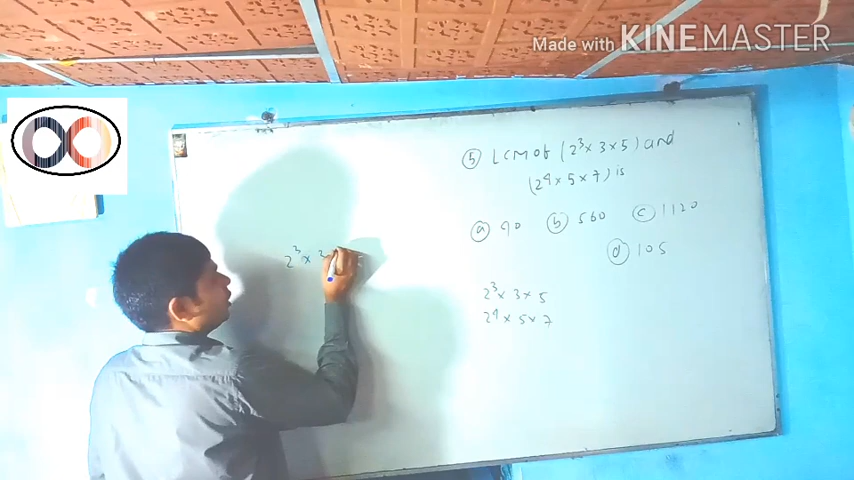 Made with KINEMASTER
⑤ LCM of (2³ × 3 × 5) and
(2⁴ × 5 × 7) is
ⓐ 90 ⓑ 560 ⓒ 1120
ⓓ 105
2³ × 3 × 5
2⁴ × 5 × 7
2³ ×